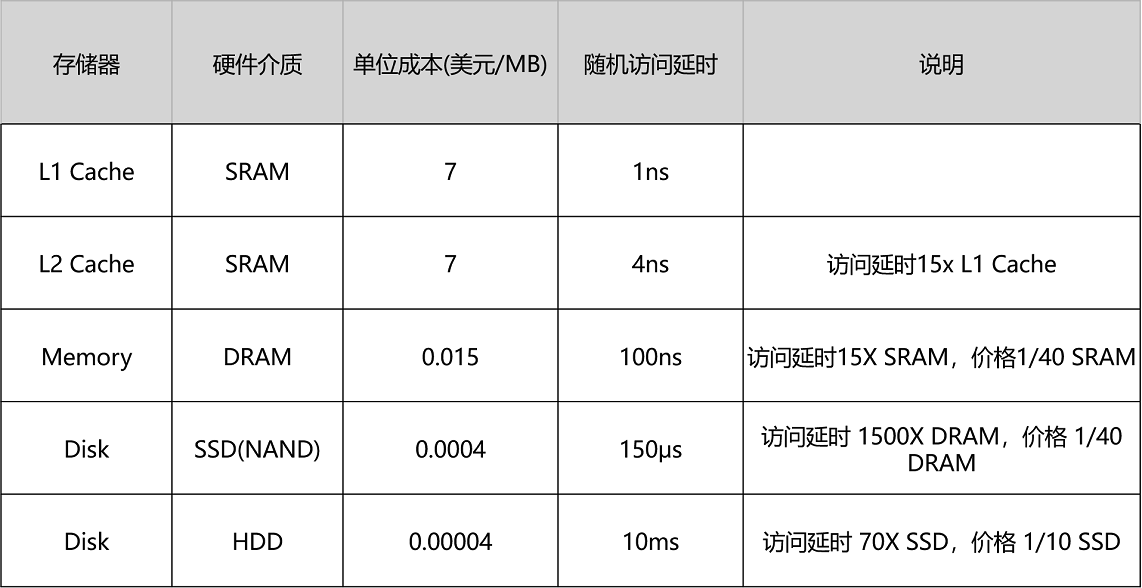 存储器 硬件介质 单位成本(美元/MB) 随机访问延时 说明
L1 Cache SRAM 7 1ns
L2 Cache SRAM 7 4ns 访问延时15x L1 Cache
Memory DRAM 0.015 100ns 访问延时15X SRAM，价格1/40 SRAM
Disk SSD(NAND) 0.0004 150μs 访问延时 1500X DRAM，价格 1/40
DRAM
Disk HDD 0.00004 10ms 访问延时 70X SSD，价格 1/10 SSD